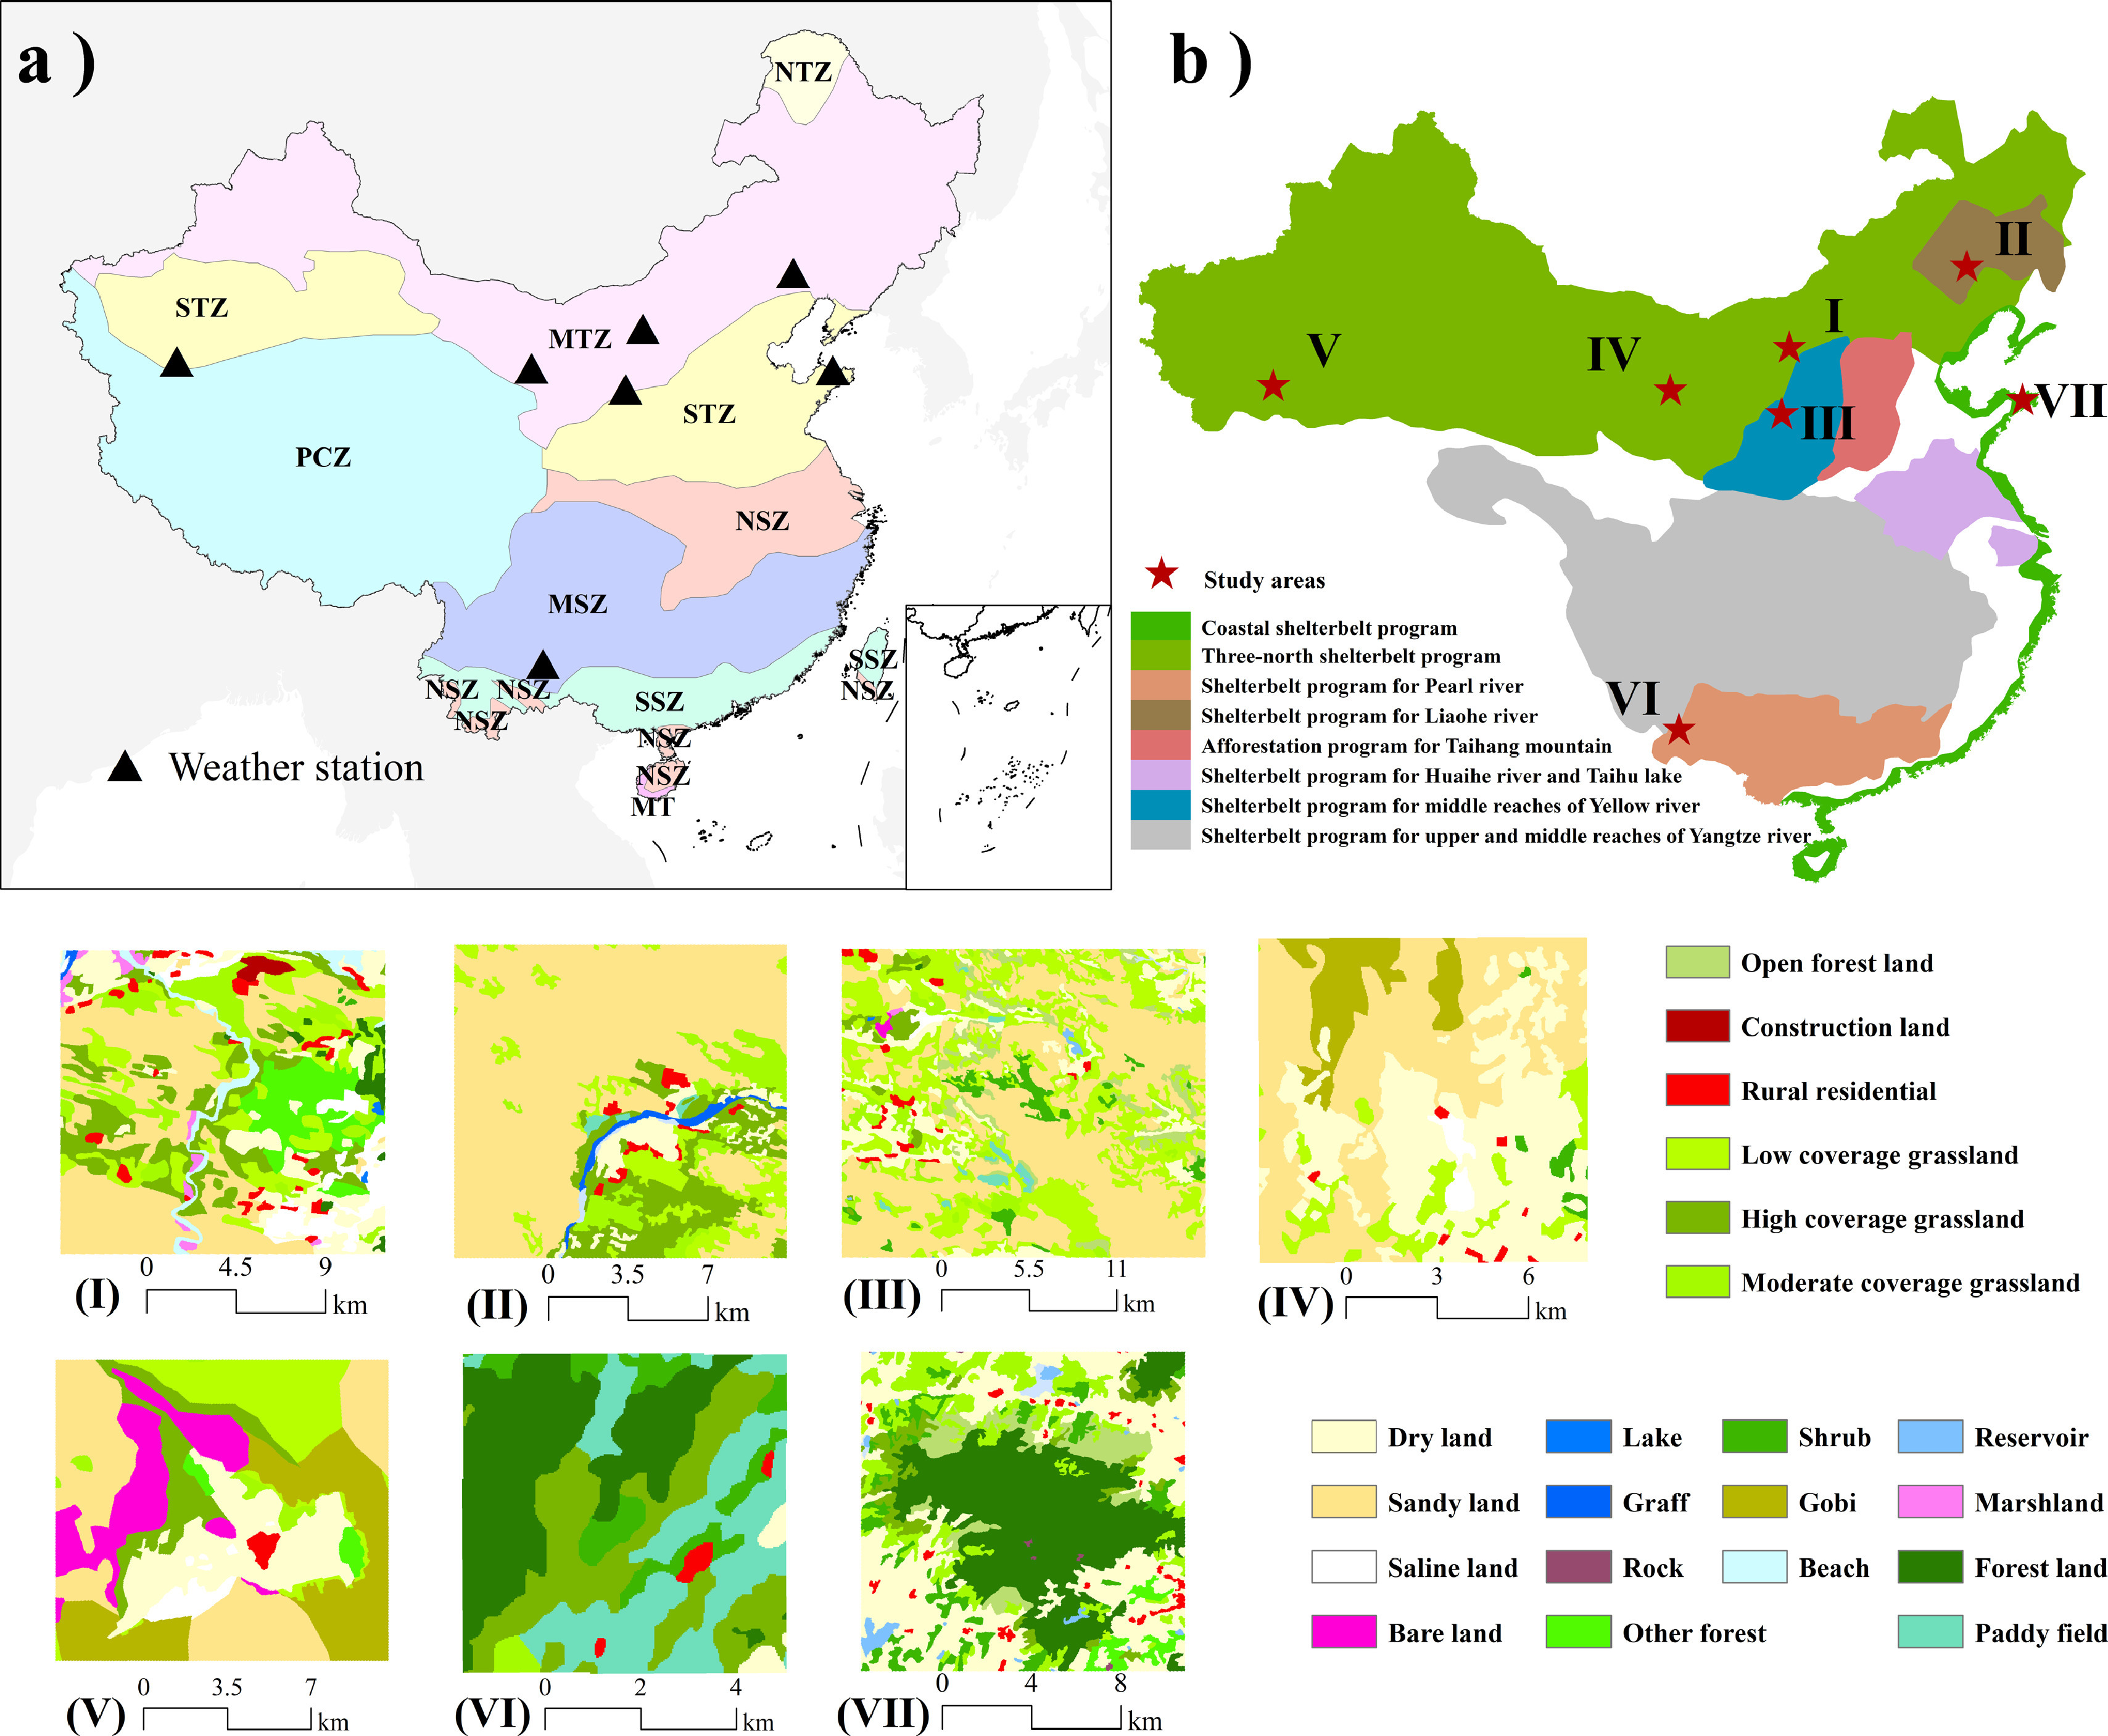 a )
NTZ
STZ
MTZ
STZ
PCZ
NSZ
MSZ
SSZ
NSZ
NSZ
NSZ
NSZ
SSZ
NSZ
NSZ
MT
Weather station
b )
II
I
V
IV
VII
III
VI
Study areas
Coastal shelterbelt program
Three-north shelterbelt program
Shelterbelt program for Pearl river
Shelterbelt program for Liaohe river
Afforestation program for Taihang mountain
Shelterbelt program for Huaihe river and Taihu lake
Shelterbelt program for middle reaches of Yellow river
Shelterbelt program for upper and middle reaches of Yangtze river
0 4.5 9
(I) km
0 3.5 7
(II) km
0 5.5 11
(III) km
0 3 6
(IV) km
Open forest land
Construction land
Rural residential
Low coverage grassland
High coverage grassland
Moderate coverage grassland
0 3.5 7
(V) km
0 2 4
(VI) km
0 4 8
(VII) km
Dry land Lake Shrub Reservoir
Sandy land Graff Gobi Marshland
Saline land Rock Beach Forest land
Bare land Other forest Paddy field